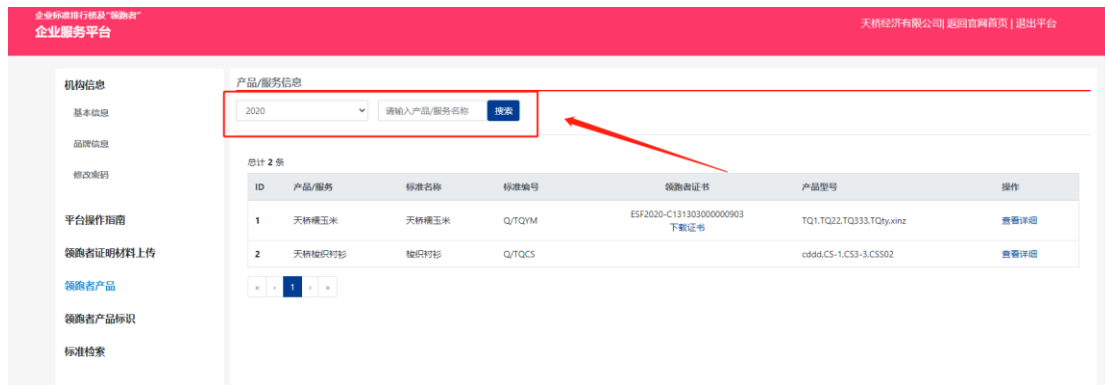 企业标准排行榜及“领跑者”
企业服务平台
天桥经济有限公司| 返回官网首页 | 退出平台
机构信息
基本信息
品牌信息
修改密码
平台操作指南
领跑者证明材料上传
领跑者产品
领跑者产品标识
标准检索
产品/服务信息
2020 请输入产品/服务名称 搜索
总计 2 条
ID 产品/服务 标准名称 标准编号 领跑者证书 产品型号 操作
1 天桥糯玉米 天桥糯玉米 Q/TQYM ESF2020-C131303000000903 TQ1,TQ22,TQ333,TQty,xinz 查看详细
下载证书
2 天桥梭织衬衫 梭织衬衫 Q/TQCS cddd,CS-1,CS3-3,CSS02 查看详细
« ‹ 1 › »